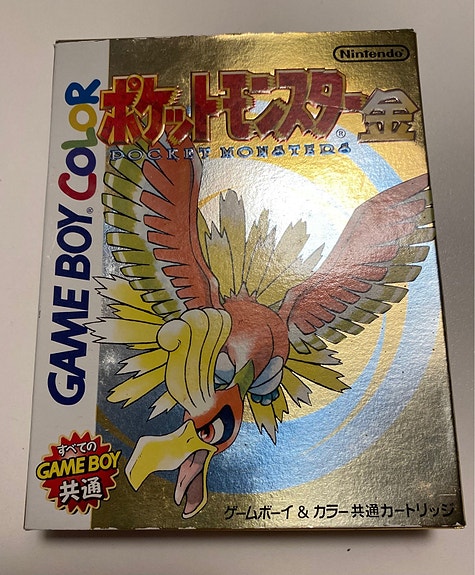 Nintendo
ポケットモンスター金
®
POCKET MONSTERS
GAME BOY® COLOR
すべての
GAME BOY
共通
ゲームボーイ & カラー共通カートリッジ